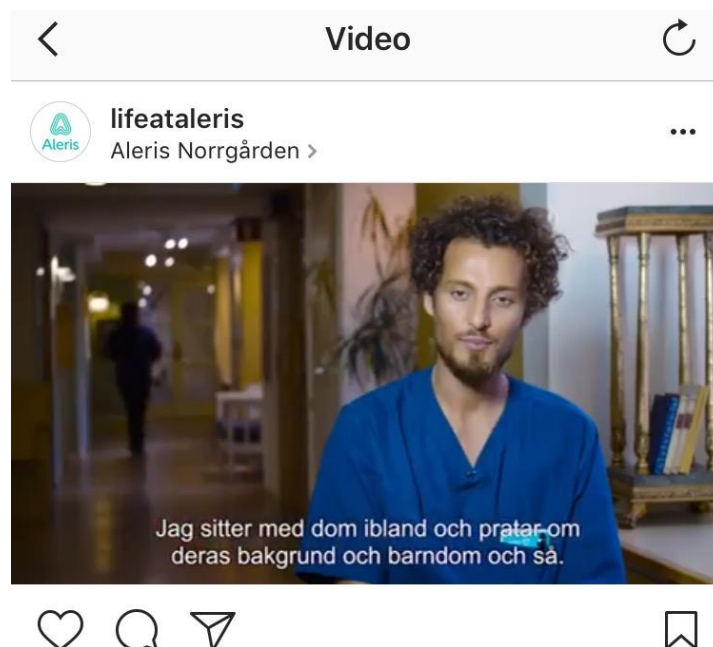 Video
lifeataleris
Aleris Norrgården >
Aleris
Jag sitter med dom ibland och pratar om
deras bakgrund och barndom och så.